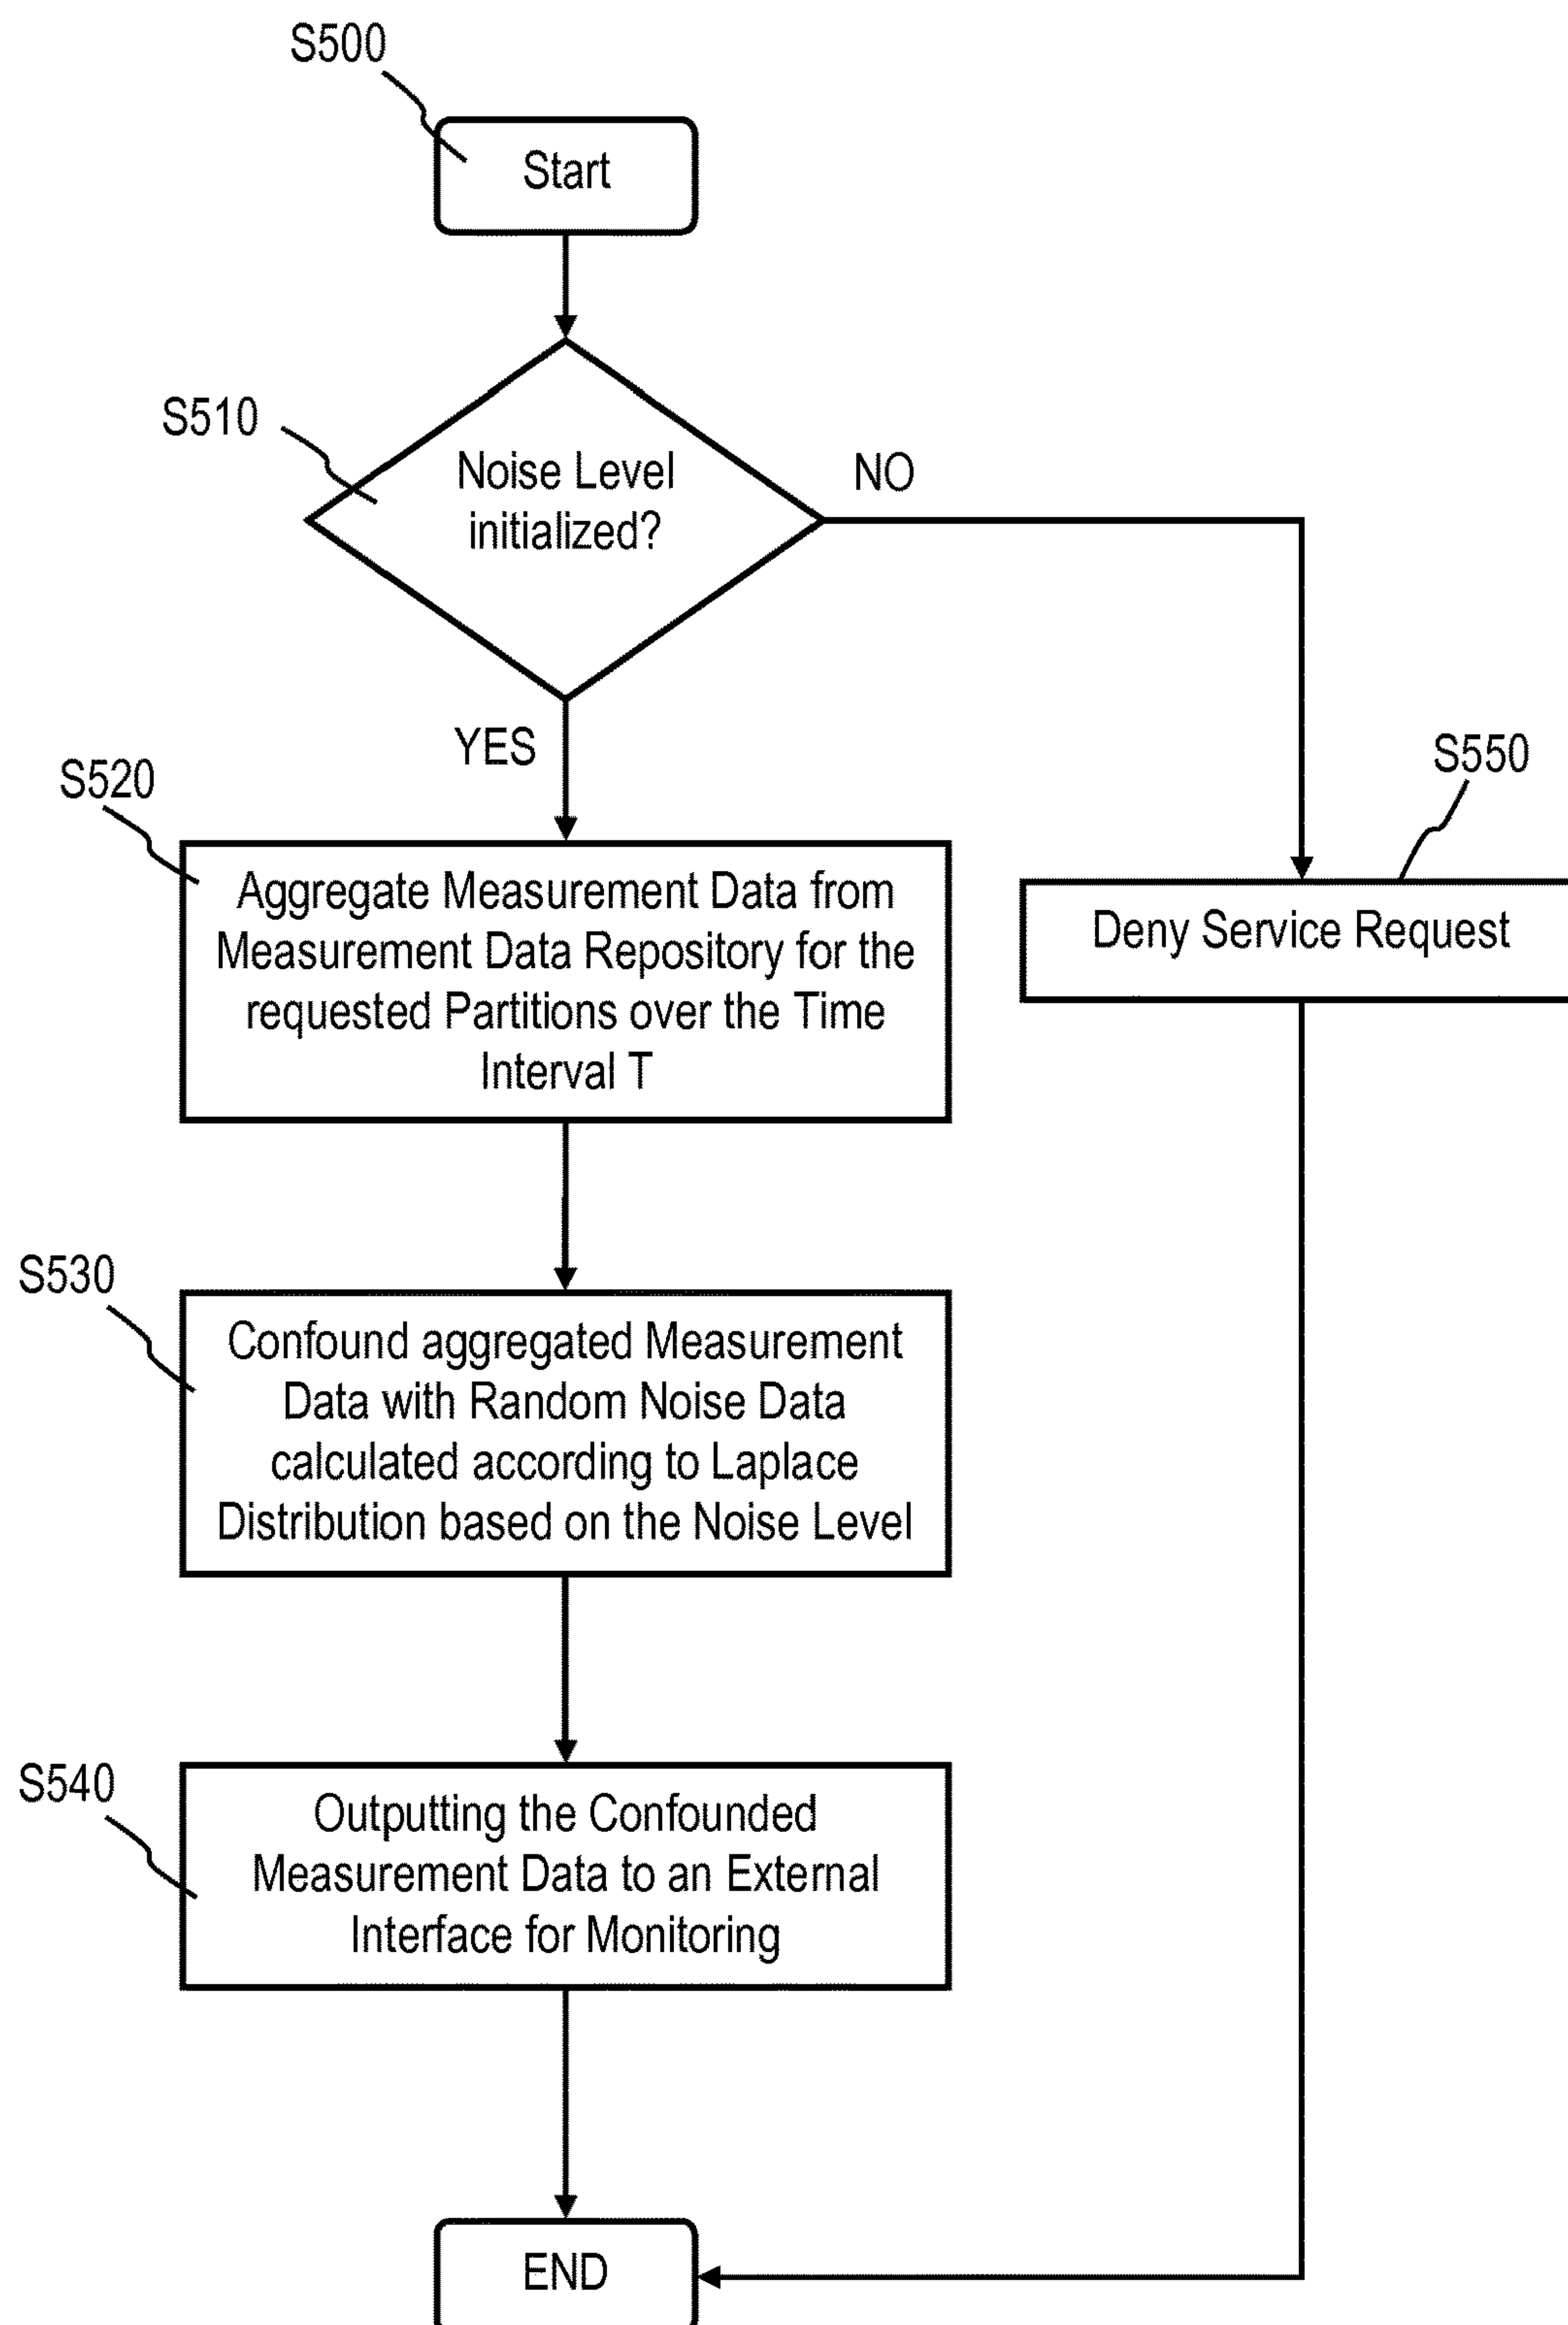 S500
Start
S510
Noise Level
initialized?
NO
YES
S520
S550
Aggregate Measurement Data from
Measurement Data Repository for the
requested Partitions over the Time
Interval T
Deny Service Request
S530
Confound aggregated Measurement
Data with Random Noise Data
calculated according to Laplace
Distribution based on the Noise Level
S540
Outputting the Confounded
Measurement Data to an External
Interface for Monitoring
END